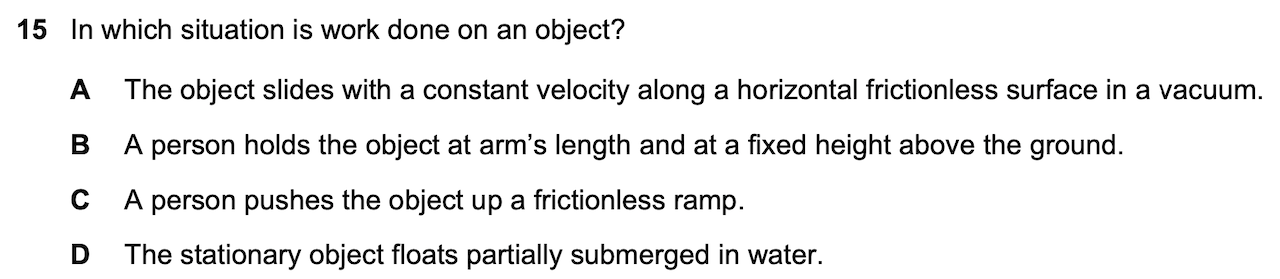 15 In which situation is work done on an object?
A The object slides with a constant velocity along a horizontal frictionless surface in a vacuum.
B A person holds the object at arm’s length and at a fixed height above the ground.
C A person pushes the object up a frictionless ramp.
D The stationary object floats partially submerged in water.